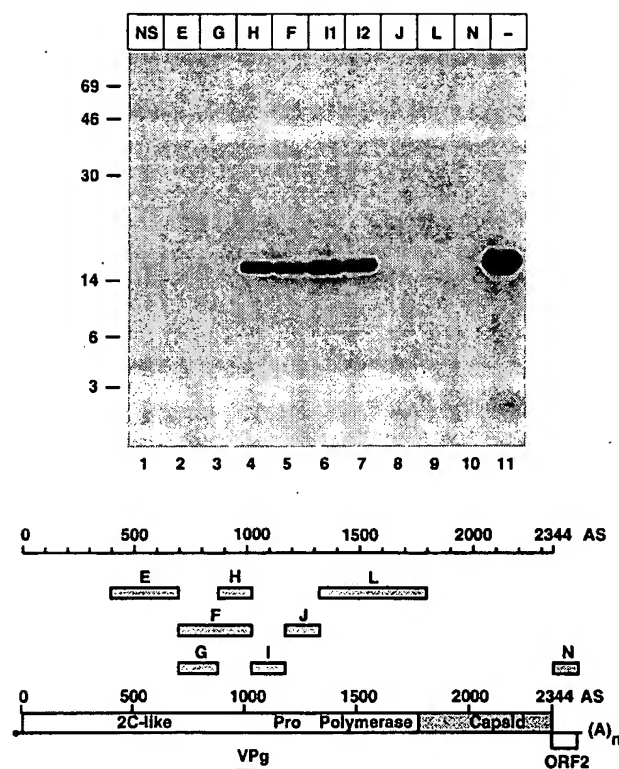 NS E G H F I1 I2 J L N –
69
46
30
14
6
3
1 2 3 4 5 6 7 8 9 10 11
0 500 1000 1500 2000 2344 AS
E H L
F J
G I N
0 500 1000 1500 2000 2344 AS
2C-like Pro Polymerase Capsid (A)n
VPg ORF2